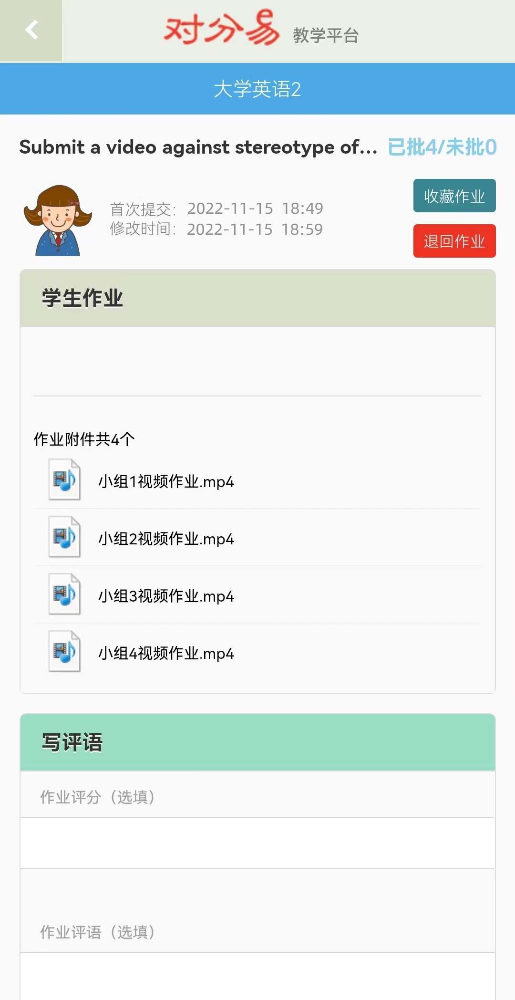 对分易 教学平台
大学英语2
Submit a video against stereotype of... 已批4/未批0
首次提交: 2022-11-15 18:49
修改时间: 2022-11-15 18:59
收藏作业
退回作业
学生作业
作业附件共4个
小组1视频作业.mp4
小组2视频作业.mp4
小组3视频作业.mp4
小组4视频作业.mp4
写评语
作业评分（选填）
作业评语（选填）